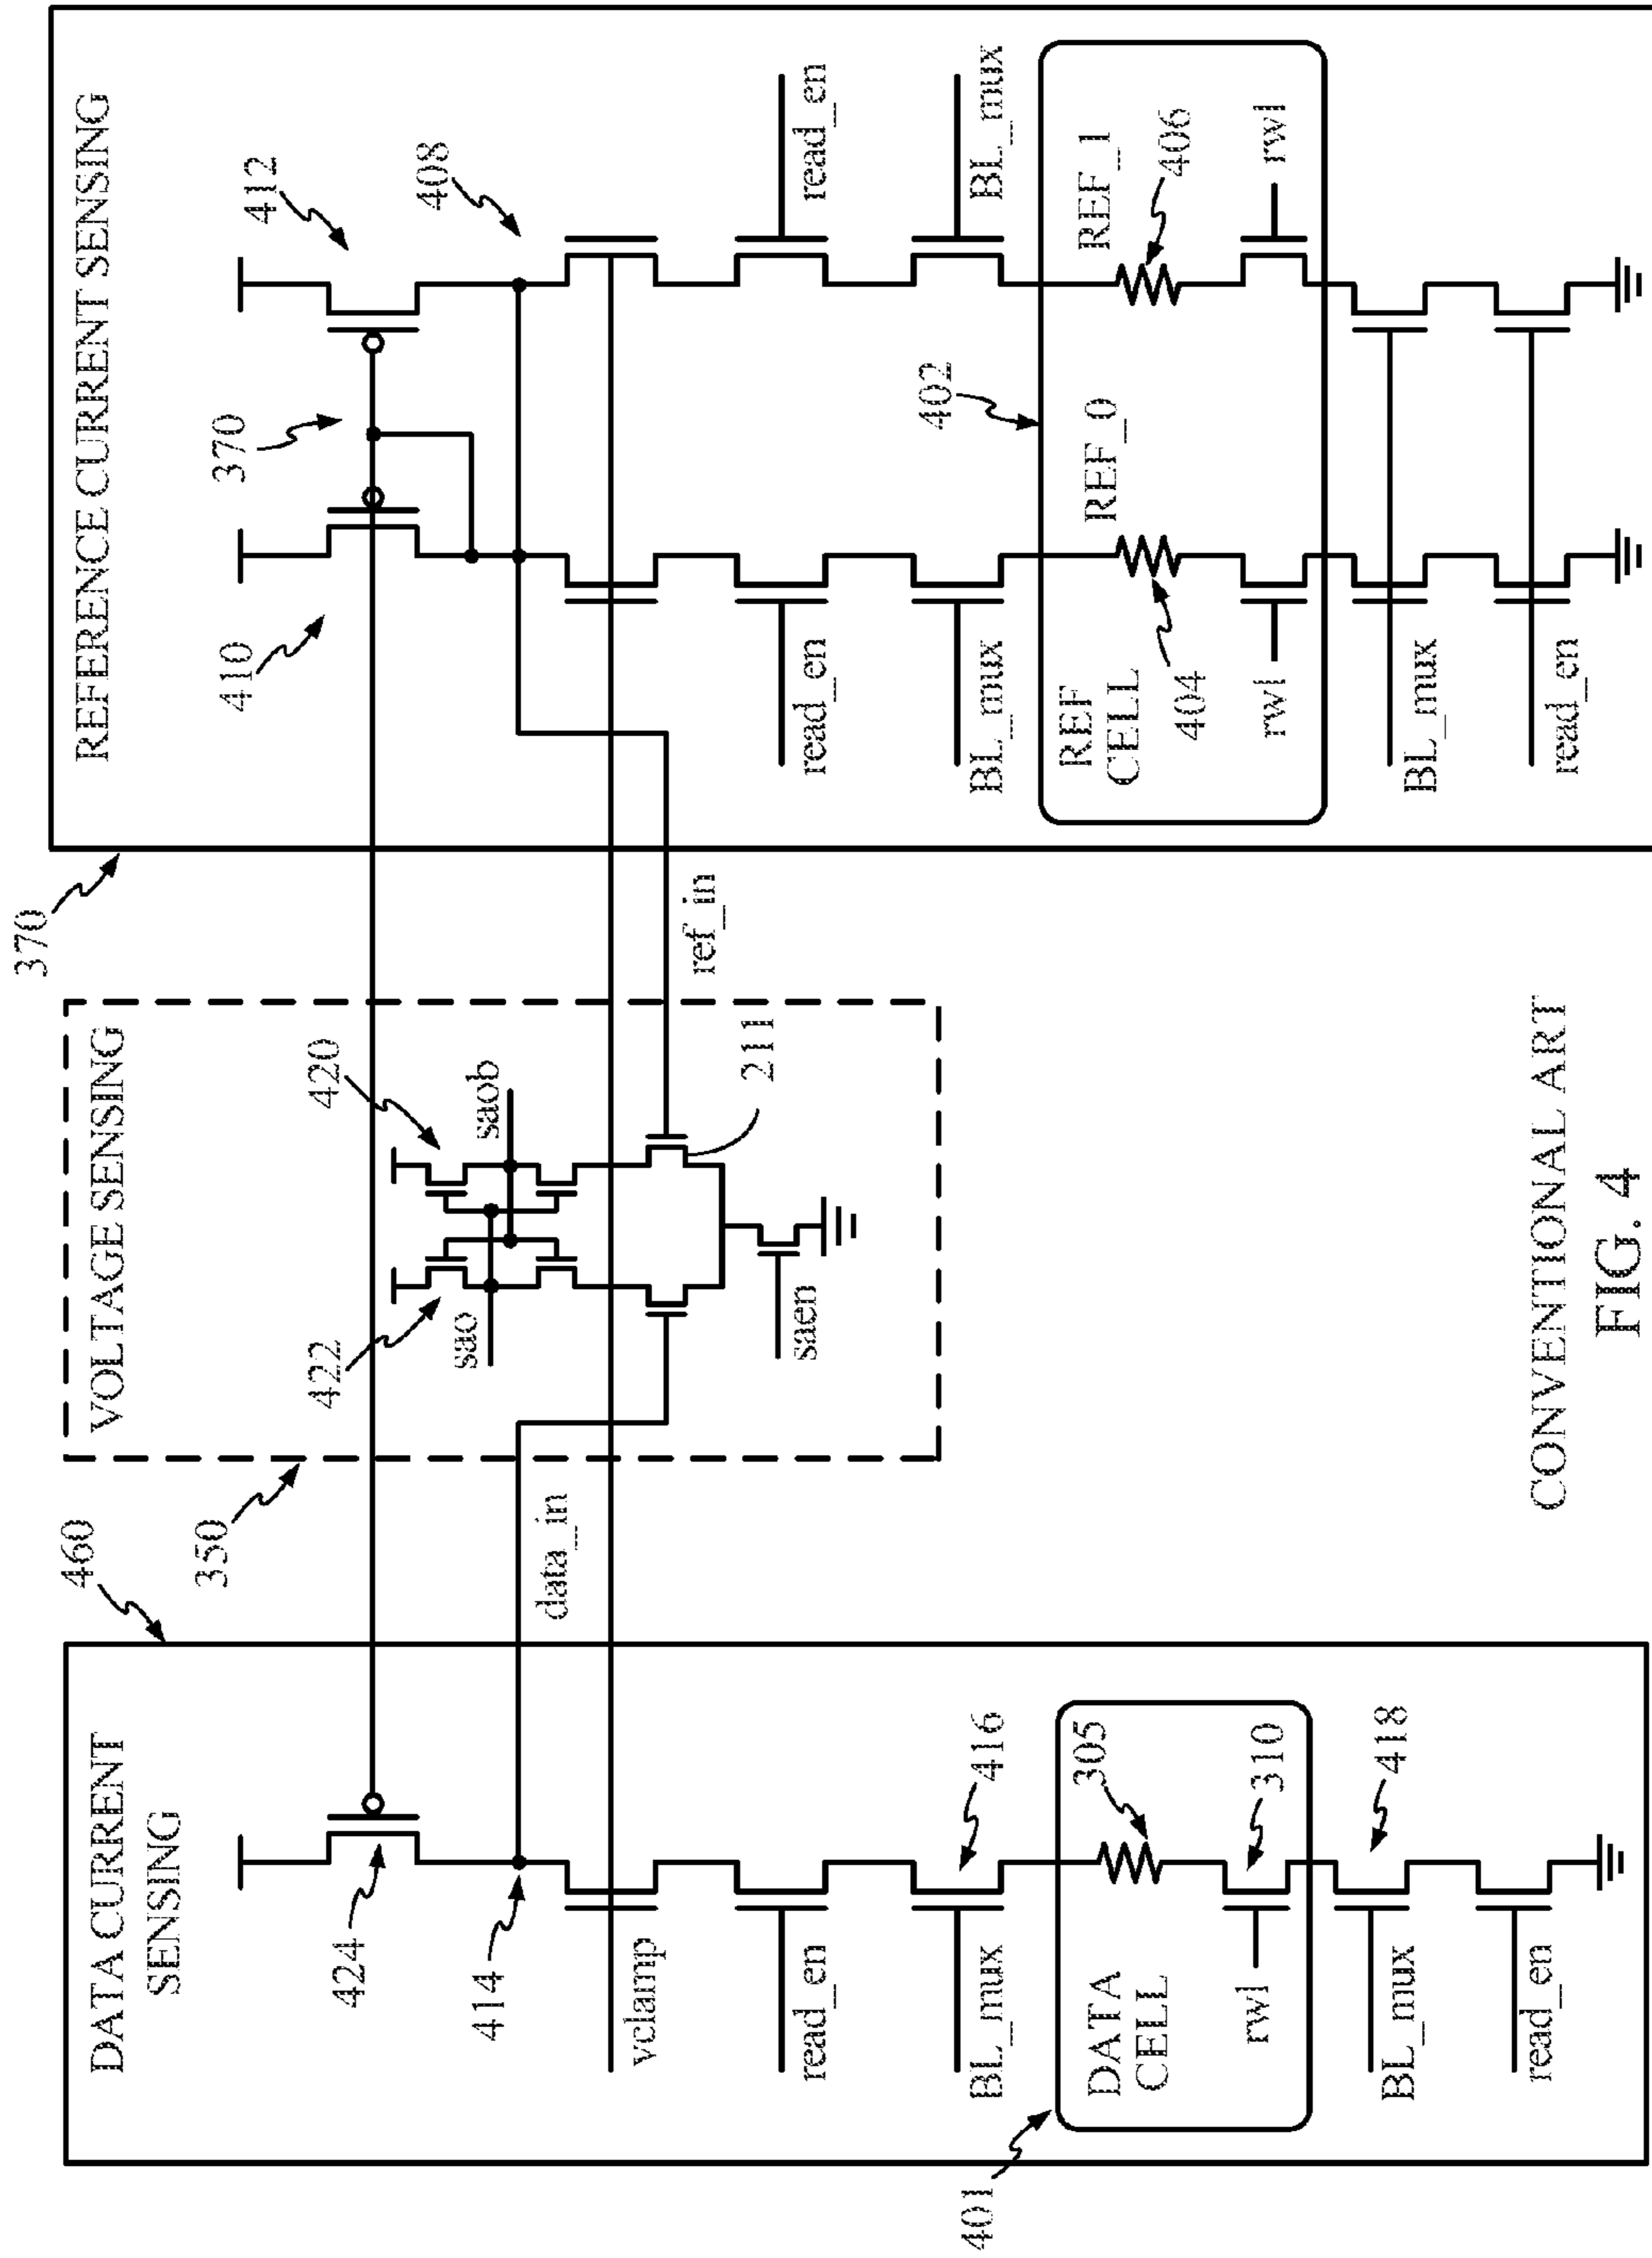 DATA CURRENT
SENSING
460
424
414
vclamp
read_en
BL_mux
416
DATA
CELL
305
310
rwl
401
BL_mux
418
read_en
data_in
VOLTAGE SENSING
350
422
420
sao
saob
211
saen
ref_in
370
REFERENCE CURRENT SENSING
410
370
412
408
read_en
read_en
BL_mux
BL_mux
402
REF
CELL
REF_0
REF_1
404
406
rwl
rwl
BL_mux
read_en
CONVENTIONAL ART
FIG. 4